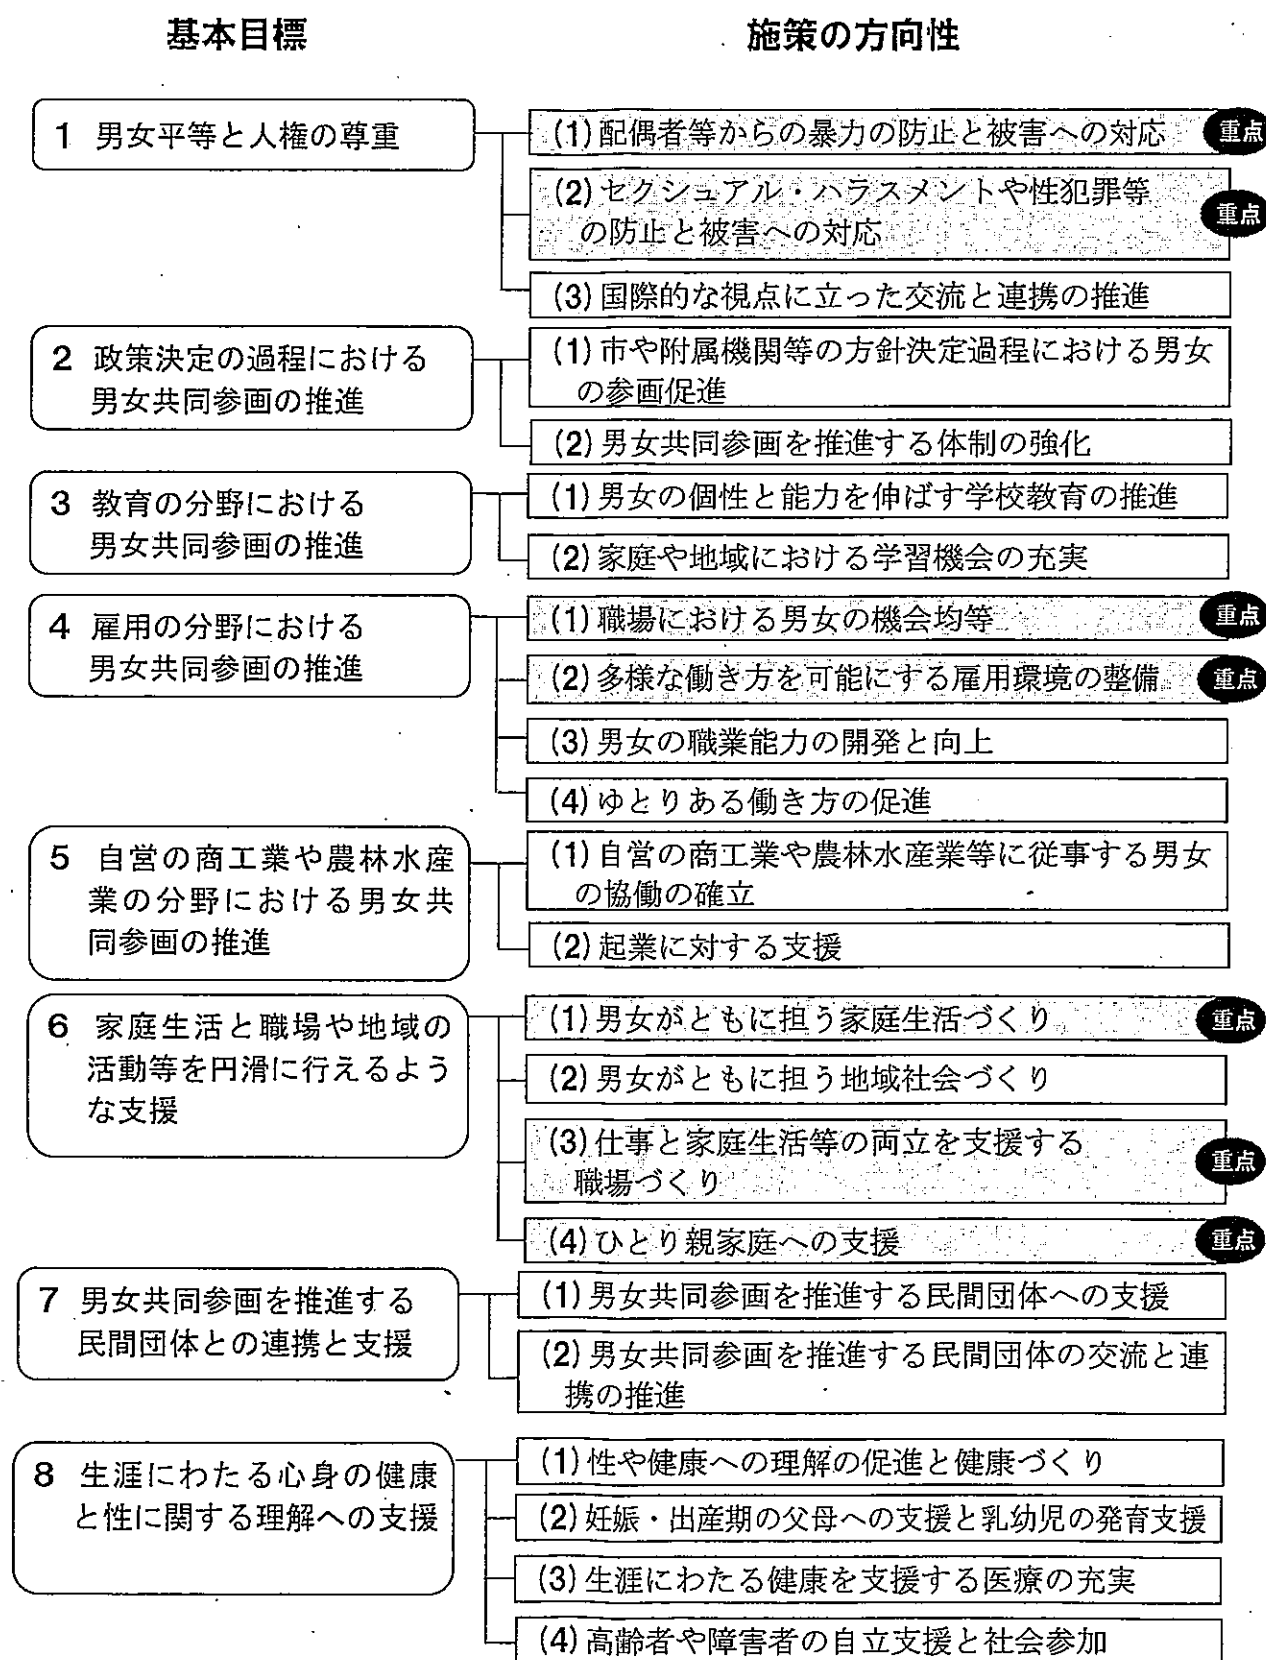 基本目標
施策の方向性
1 男女平等と人権の尊重
(1)配偶者等からの暴力の防止と被害への対応 重点
(2)セクシュアル・ハラスメントや性犯罪等
の防止と被害への対応 重点
(3)国際的な視点に立った交流と連携の推進
2 政策決定の過程における
男女共同参画の推進
(1)市や附属機関等の方針決定過程における男女
の参画促進
(2)男女共同参画を推進する体制の強化
3 教育の分野における
男女共同参画の推進
(1)男女の個性と能力を伸ばす学校教育の推進
(2)家庭や地域における学習機会の充実
4 雇用の分野における
男女共同参画の推進
(1)職場における男女の機会均等 重点
(2)多様な働き方を可能にする雇用環境の整備 重点
(3)男女の職業能力の開発と向上
(4)ゆとりある働き方の促進
5 自営の商工業や農林水産
業の分野における男女共
同参画の推進
(1)自営の商工業や農林水産業等に従事する男女
の協働の確立
(2)起業に対する支援
6 家庭生活と職場や地域の
活動等を円滑に行えるよう
な支援
(1)男女がともに担う家庭生活づくり 重点
(2)男女がともに担う地域社会づくり
(3)仕事と家庭生活等の両立を支援する
職場づくり 重点
(4)ひとり親家庭への支援 重点
7 男女共同参画を推進する
民間団体との連携と支援
(1)男女共同参画を推進する民間団体への支援
(2)男女共同参画を推進する民間団体の交流と連
携の推進
8 生涯にわたる心身の健康
と性に関する理解への支援
(1)性や健康への理解の促進と健康づくり
(2)妊娠・出産期の父母への支援と乳幼児の発育支援
(3)生涯にわたる健康を支援する医療の充実
(4)高齢者や障害者の自立支援と社会参加